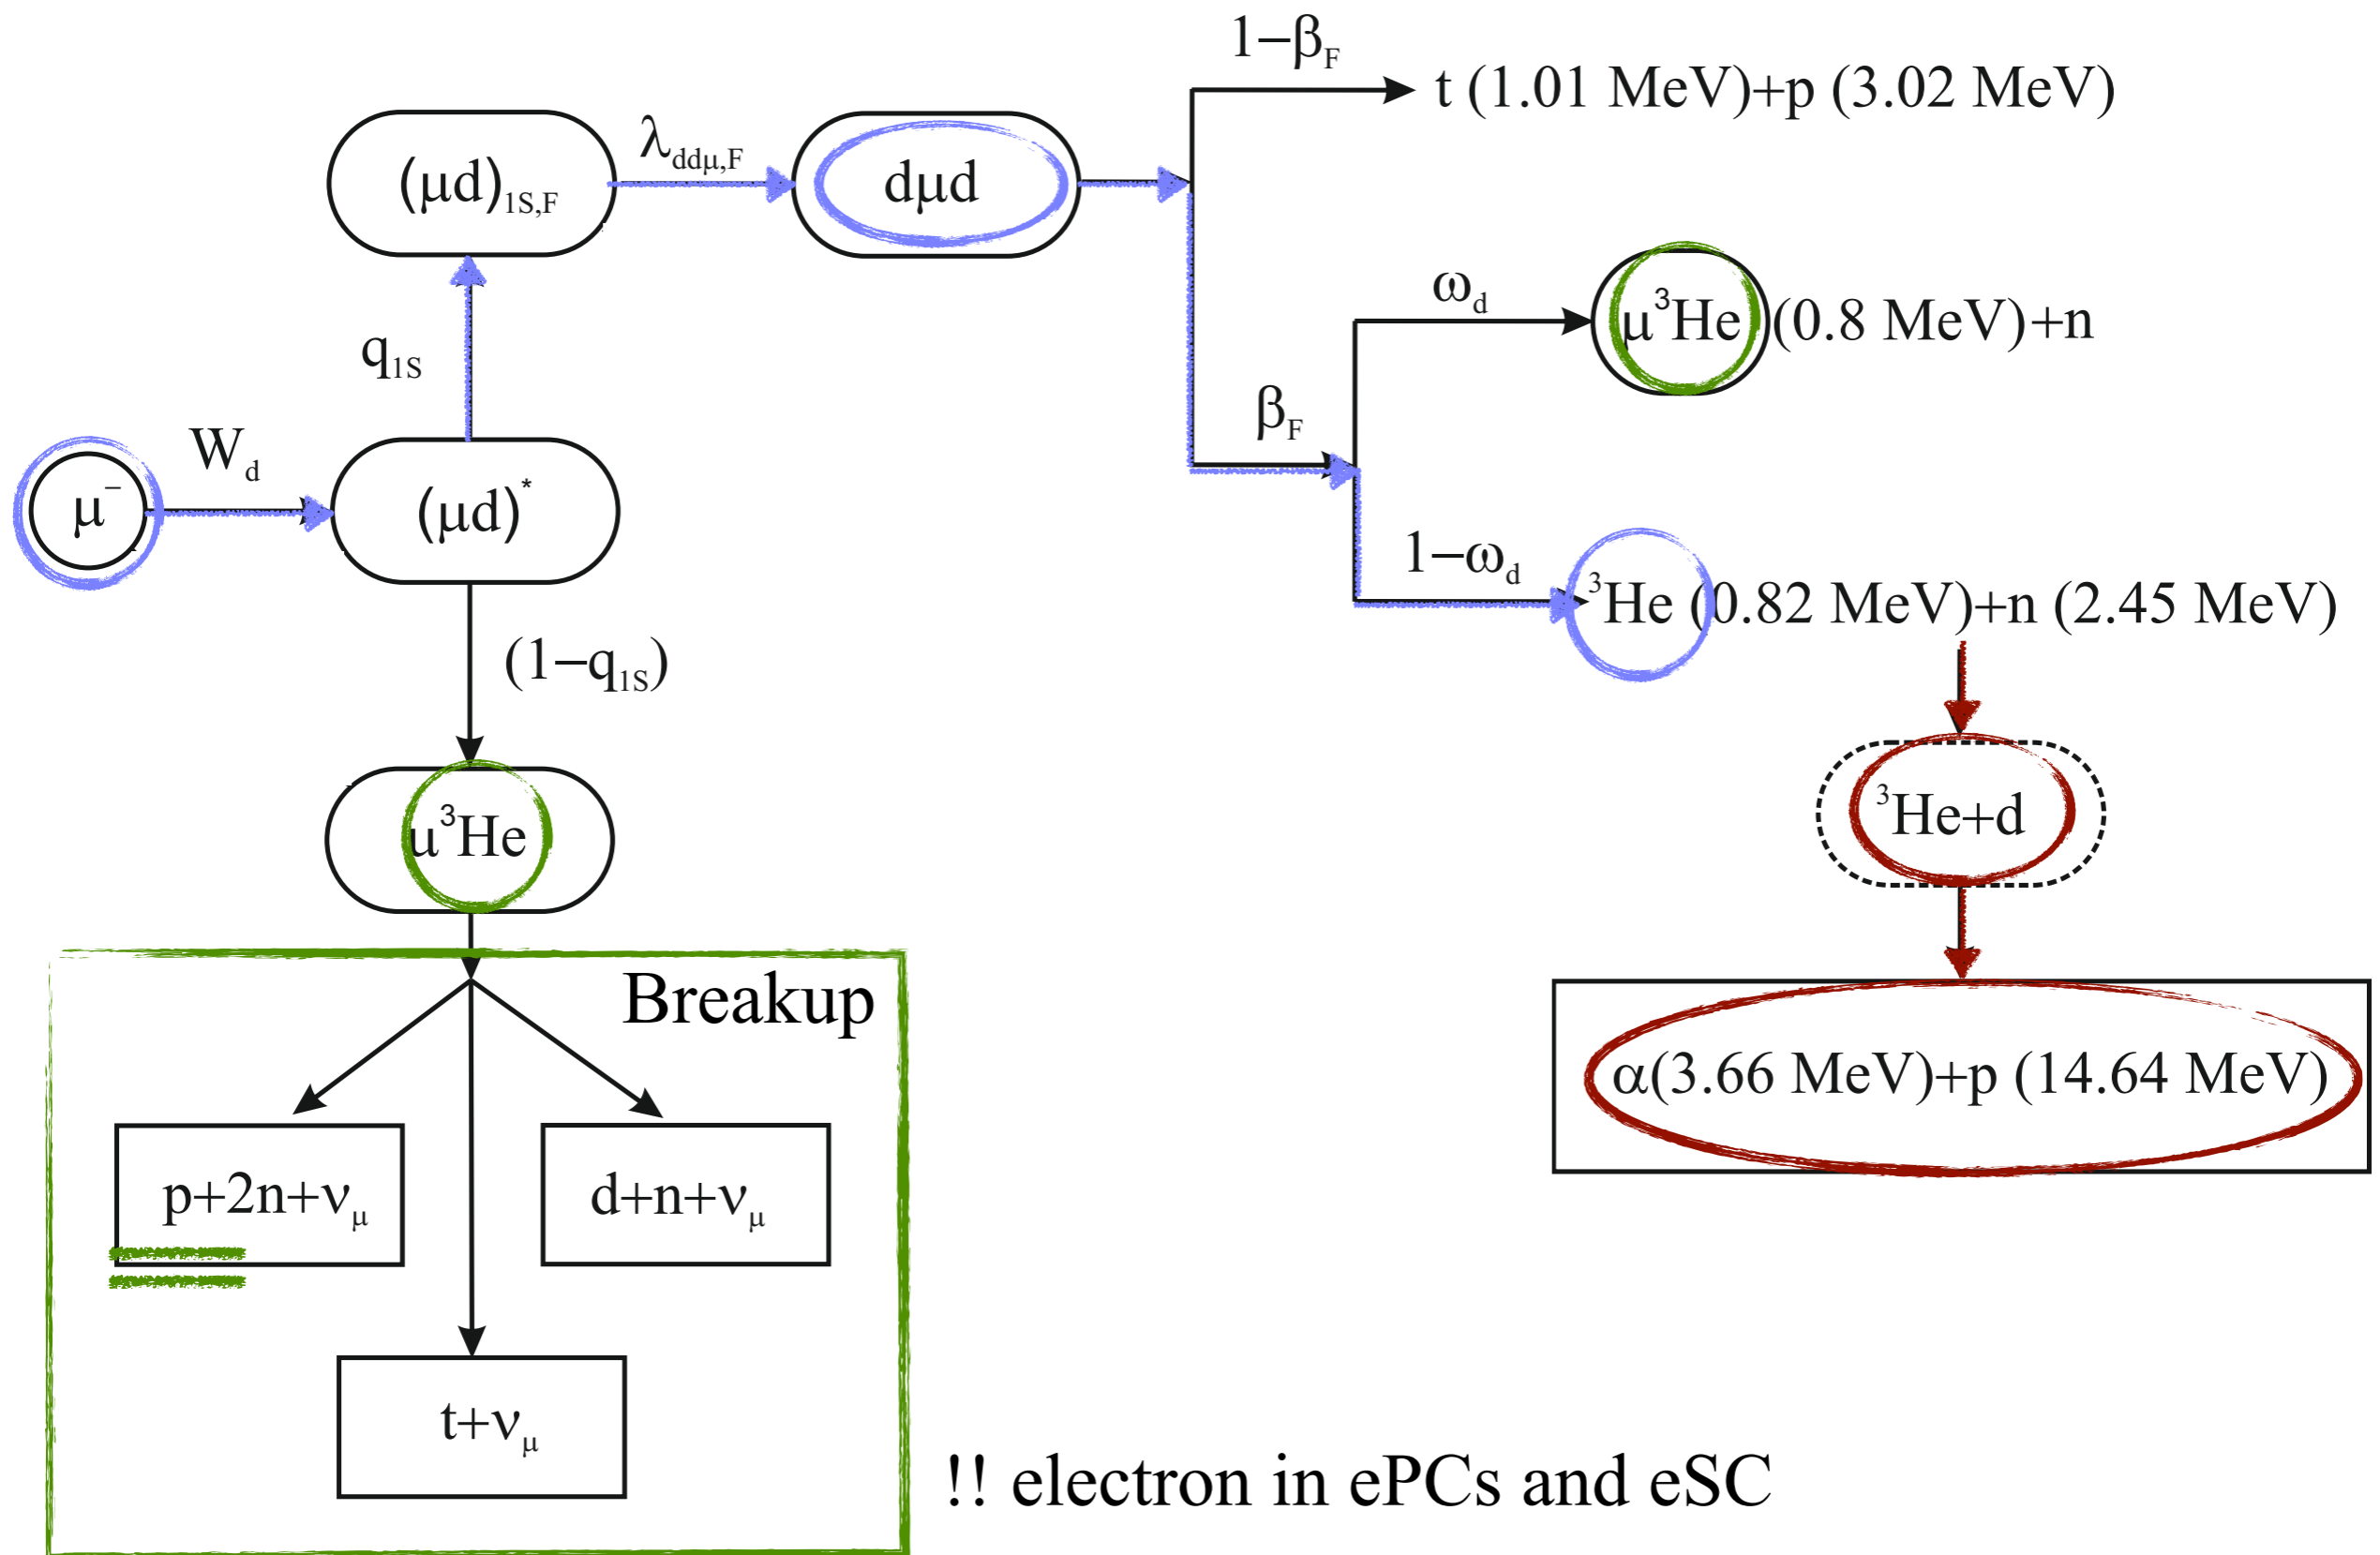 1−β_F
t (1.01 MeV)+p (3.02 MeV)
(μd)_1S,F
λ_ddμ,F
dμd
ω_d
μ³He (0.8 MeV)+n
q_1S
β_F
W_d
μ⁻
(μd)*
1−ω_d
³He (0.82 MeV)+n (2.45 MeV)
(1−q_1S)
μ³He
³He+d
Breakup
α(3.66 MeV)+p (14.64 MeV)
p+2n+ν_μ
d+n+ν_μ
t+ν_μ
!! electron in ePCs and eSC